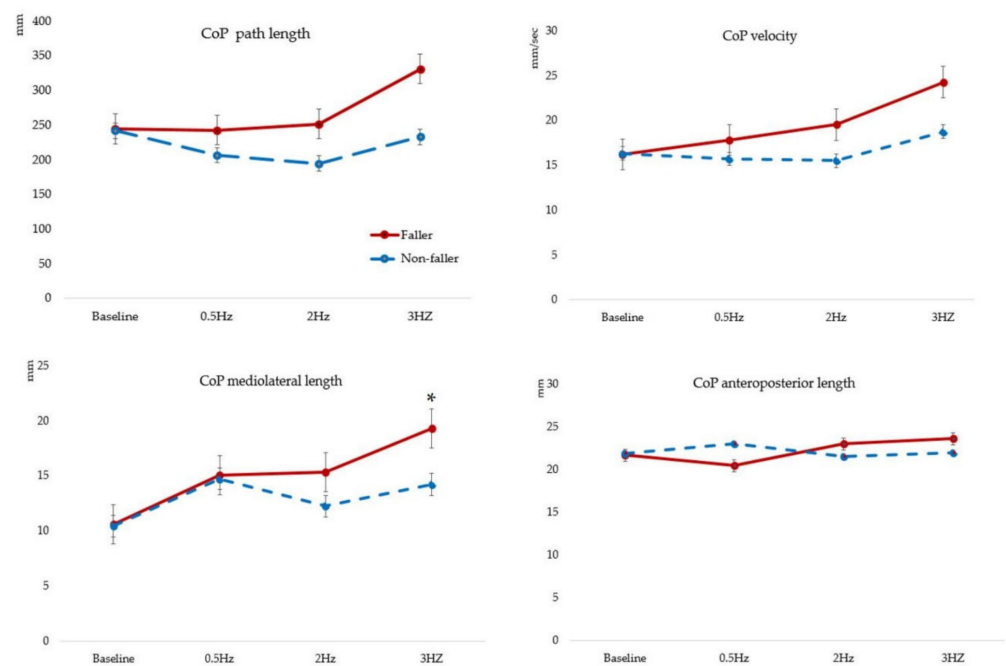 mm
CoP path length
400
350
300
250
200
150
100
50
0
Faller
Non-faller
Baseline 0.5Hz 2Hz 3HZ
mm/sec
CoP velocity
30
25
20
15
10
5
0
Baseline 0.5Hz 2Hz 3HZ
mm
CoP mediolateral length
25
20
15
10
5
0
*
Baseline 0.5Hz 2Hz 3HZ
mm
CoP anteroposterior length
30
25
20
15
10
5
0
Baseline 0.5Hz 2Hz 3HZ